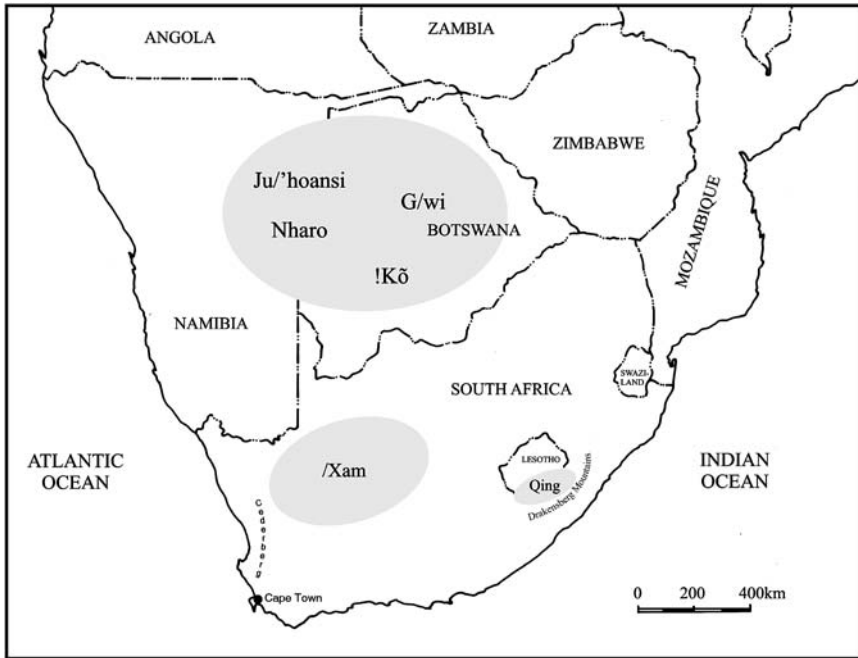 ANGOLA
ZAMBIA
ZIMBABWE
MOZAMBIQUE
Ju/’hoansi
G/wi
Nharo
BOTSWANA
!Kõ
NAMIBIA
SWAZI-
LAND
SOUTH AFRICA
ATLANTIC
OCEAN
/Xam
LESOTHO
Qing
Drakensberg Mountains
INDIAN
OCEAN
Cederberg
Cape Town
0 200 400km